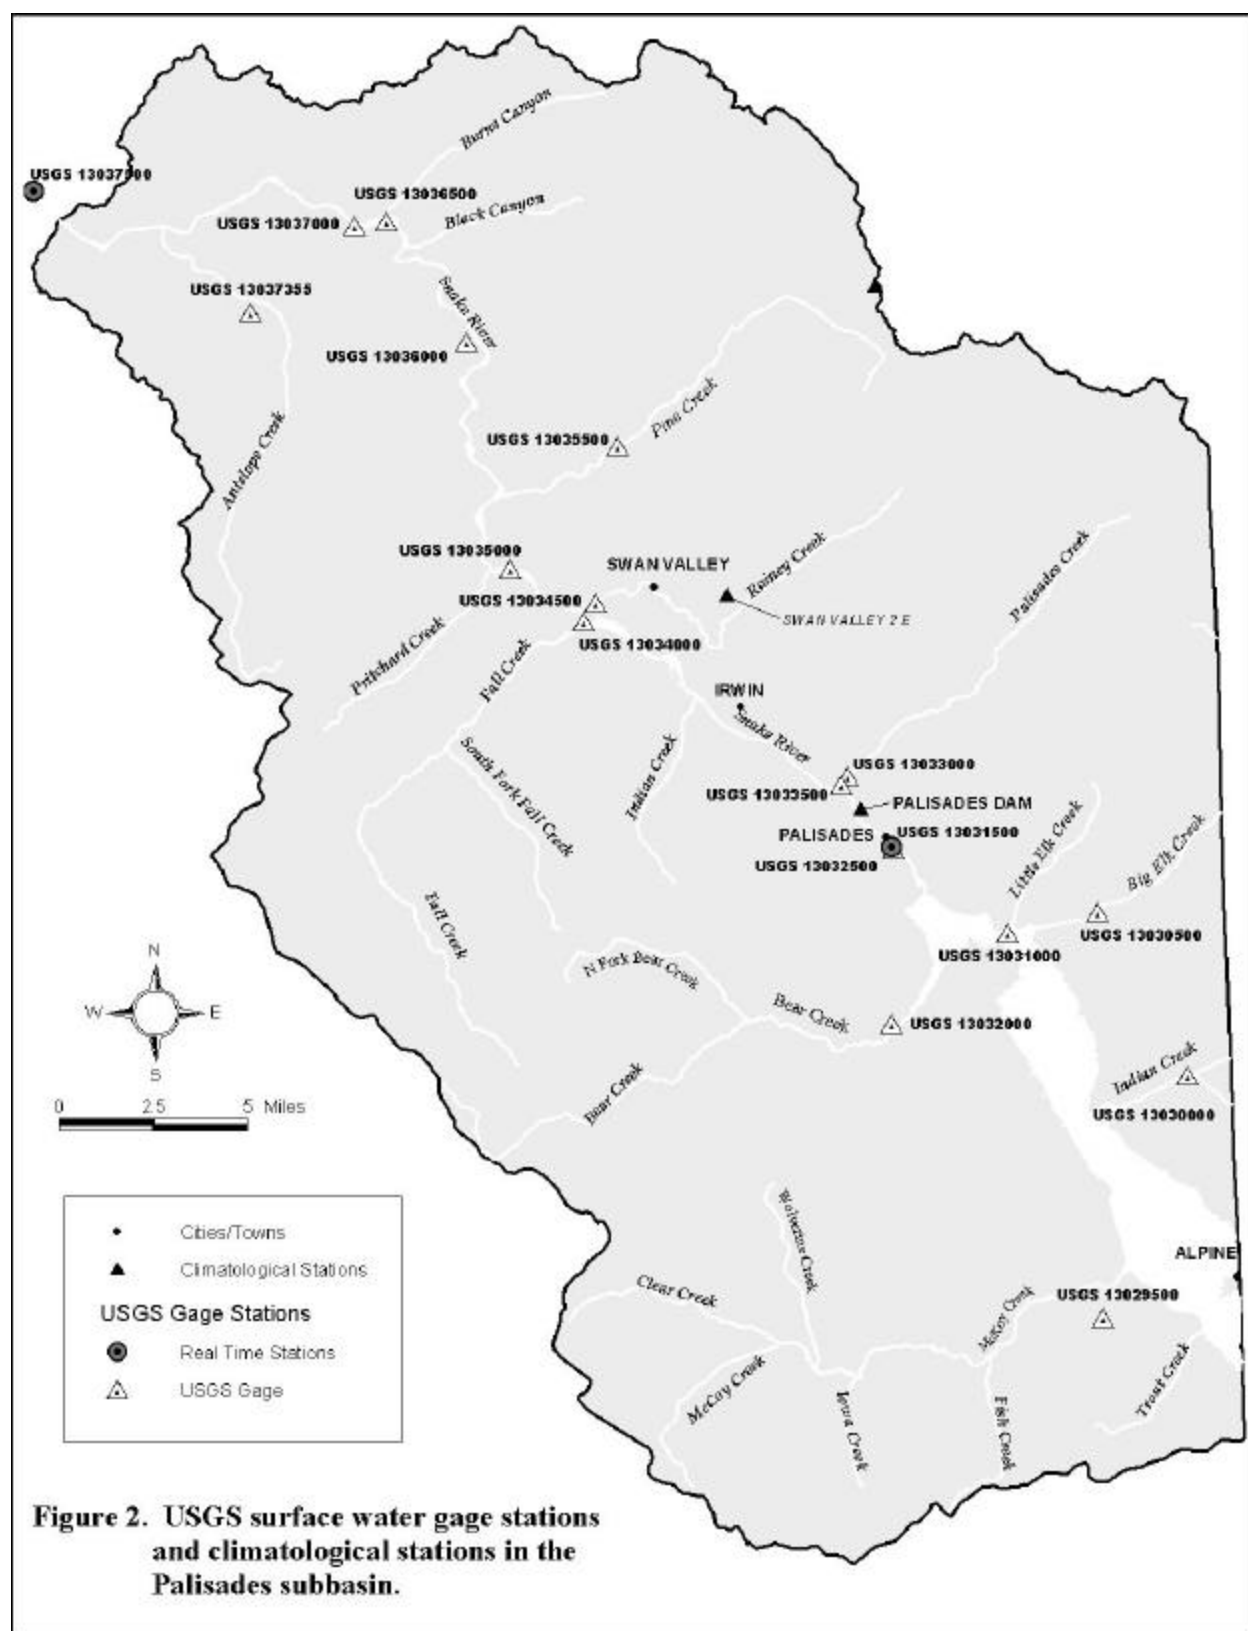 Burns Canyon
USGS 13037500
USGS 13036500
USGS 13037000
Black Canyon
USGS 13037355
Snake River
USGS 13036000
Pine Creek
USGS 13035500
Antelope Creek
USGS 13035000
SWAN VALLEY
Rainey Creek
Palisades Creek
USGS 13034500
SWAN VALLEY 2 E
USGS 13034000
Pritchard Creek
Fall Creek
IRWIN
Snake River
South Fork Fall Creek
Indian Creek
USGS 13033000
USGS 13033500
PALISADES DAM
PALISADES
USGS 13031500
USGS 13032500
Little Elk Creek
Big Elk Creek
Fall Creek
USGS 13030500
USGS 13031000
N Fork Bear Creek
Bear Creek
USGS 13032000
N
W
E
S
Indian Creek
Bear Creek
USGS 13030000
0 2.5 5 Miles
Wolverine Creek
Cities/Towns
Climatological Stations
USGS Gage Stations
Real Time Stations
USGS Gage
ALPINE
Clear Creek
McKoy Creek
USGS 13029500
McCoy Creek
Iowa Creek
Fish Creek
Trout Creek
Figure 2. USGS surface water gage stations
and climatological stations in the
Palisades subbasin.